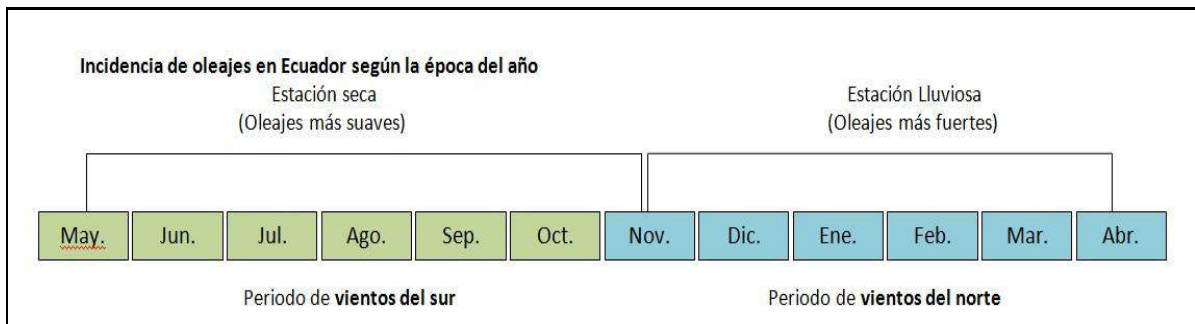 Incidencia de oleajes en Ecuador según la época del año
Estación seca
(Oleajes más suaves)
Estación Lluviosa
(Oleajes más fuertes)
May. Jun. Jul. Ago. Sep. Oct. Nov. Dic. Ene. Feb. Mar. Abr.
Periodo de vientos del sur
Periodo de vientos del norte